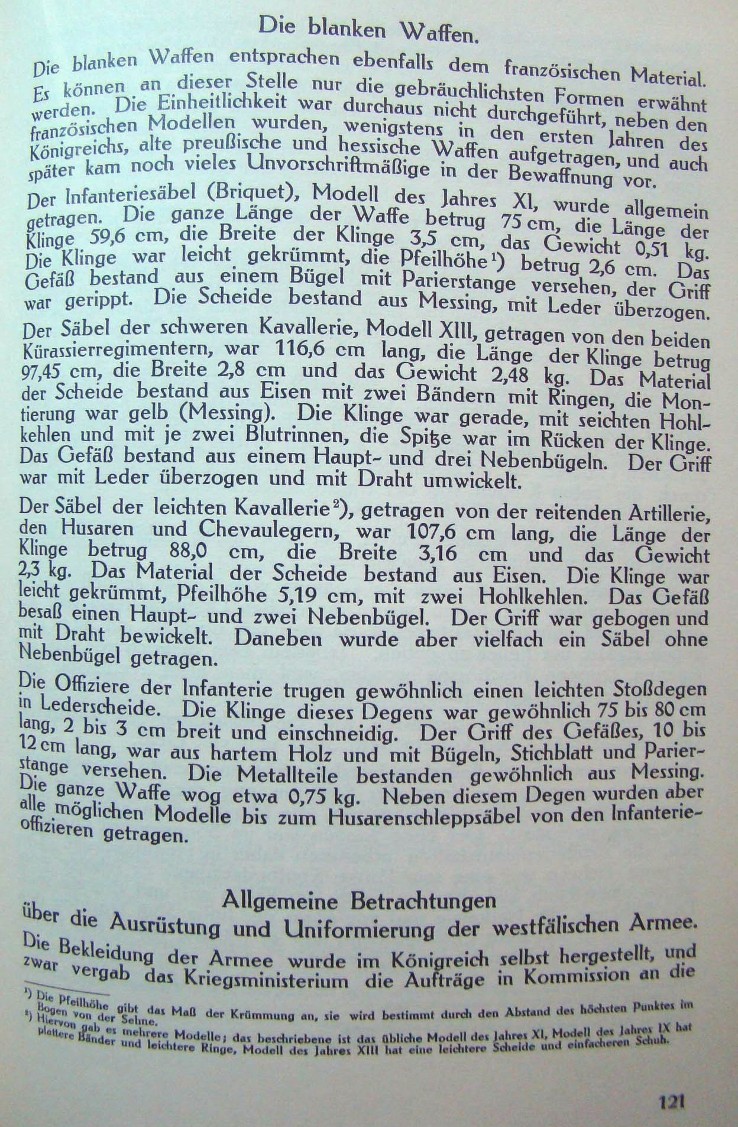 Die blanken Waffen.
Die blanken Waffen entsprachen ebenfalls dem französischen Material.
Es können an dieser Stelle nur die gebräuchlichsten Formen erwähnt
werden. Die Einheitlichkeit war durchaus nicht durchgeführt, neben den
französischen Modellen wurden, wenigstens in den ersten Jahren des
Königreichs, alte preußische und hessische Waffen aufgetragen, und auch
später kam noch vieles Unvorschriftmäßige in der Bewaffnung vor.
Der Infanteriesäbel (Briquet), Modell des Jahres XI, wurde allgemein
getragen. Die ganze Länge der Waffe betrug 75 cm, die Länge der
Klinge 59,6 cm, die Breite der Klinge 3,5 cm, das Gewicht 0,51 kg.
Die Klinge war leicht gekrümmt, die Pfeilhöhe¹) betrug 2,6 cm. Das
Gefäß bestand aus einem Bügel mit Parierstange versehen, der Griff
war gerippt. Die Scheide bestand aus Messing, mit Leder überzogen.
Der Säbel der schweren Kavallerie, Modell XIII, getragen von den beiden
Kürassierregimentern, war 116,6 cm lang, die Länge der Klinge betrug
97,45 cm, die Breite 2,8 cm und das Gewicht 2,48 kg. Das Material
der Scheide bestand aus Eisen mit zwei Bändern mit Ringen, die Mon-
tierung war gelb (Messing). Die Klinge war gerade, mit seichten Hohl-
kehlen und mit je zwei Blutrinnen, die Spitze war im Rücken der Klinge.
Das Gefäß bestand aus einem Haupt- und drei Nebenbügeln. Der Griff
war mit Leder überzogen und mit Draht umwickelt.
Der Säbel der leichten Kavallerie²), getragen von der reitenden Artillerie,
den Husaren und Chevaulegern, war 107,6 cm lang, die Länge der
Klinge betrug 88,0 cm, die Breite 3,16 cm und das Gewicht
2,3 kg. Das Material der Scheide bestand aus Eisen. Die Klinge war
leicht gekrümmt, Pfeilhöhe 5,19 cm, mit zwei Hohlkehlen. Das Gefäß
besaß einen Haupt- und zwei Nebenbügel. Der Griff war gebogen und
mit Draht bewickelt. Daneben wurde aber vielfach ein Säbel ohne
Nebenbügel getragen.
Die Offiziere der Infanterie trugen gewöhnlich einen leichten Stoßdegen
in Lederscheide. Die Klinge dieses Degens war gewöhnlich 75 bis 80 cm
lang, 2 bis 3 cm breit und einschneidig. Der Griff des Gefäßes, 10 bis
12 cm lang, war aus hartem Holz und mit Bügeln, Stichblatt und Parier-
stange versehen. Die Metallteile bestanden gewöhnlich aus Messing.
Die ganze Waffe wog etwa 0,75 kg. Neben diesem Degen wurden aber
alle möglichen Modelle bis zum Husarenschleppsäbel von den Infanterie-
offizieren getragen.
Allgemeine Betrachtungen
über die Ausrüstung und Uniformierung der westfälischen Armee.
Die Bekleidung der Armee wurde im Königreich selbst hergestellt, und
zwar vergab das Kriegsministerium die Aufträge in Kommission an die
¹) Die Pfeilhöhe gibt das Maß der Krümmung an, sie wird bestimmt durch den Abstand des höchsten Punktes im
Bogen von der Sehne.
²) Hiervon gab es mehrere Modelle; das beschriebene ist das übliche Modell des Jahres XI, Modell des Jahres IX hat
plattere Bänder und leichtere Ringe, Modell des Jahres XIII hat eine leichtere Scheide und einfacheren Schuh.
121